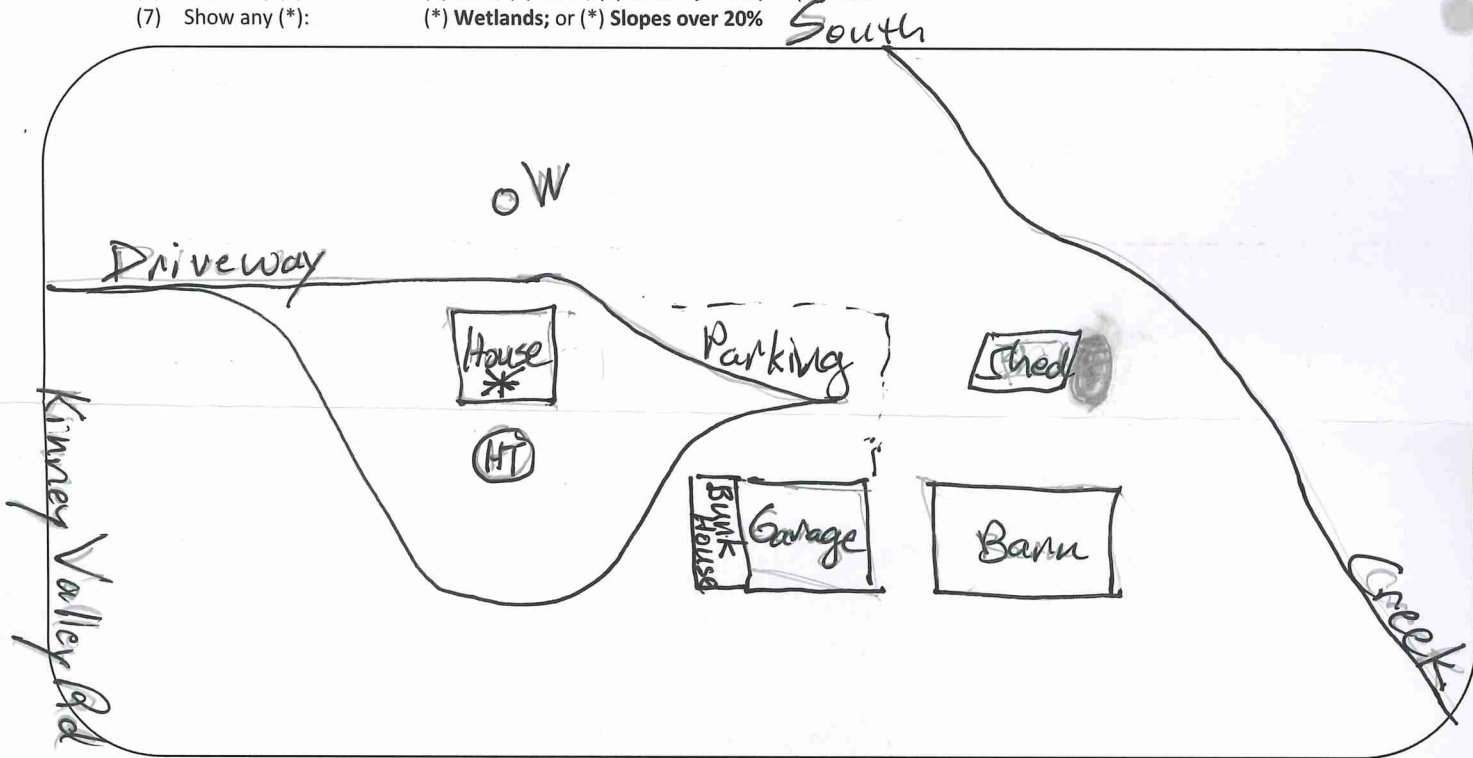 (7) Show any (*): (*) Wetlands; or (*) Slopes over 20%
South
W
Driveway
House
*
Parking
Shed
HT
Bunk
House
Garage
Barn
Kinney Valley Rd
Creek